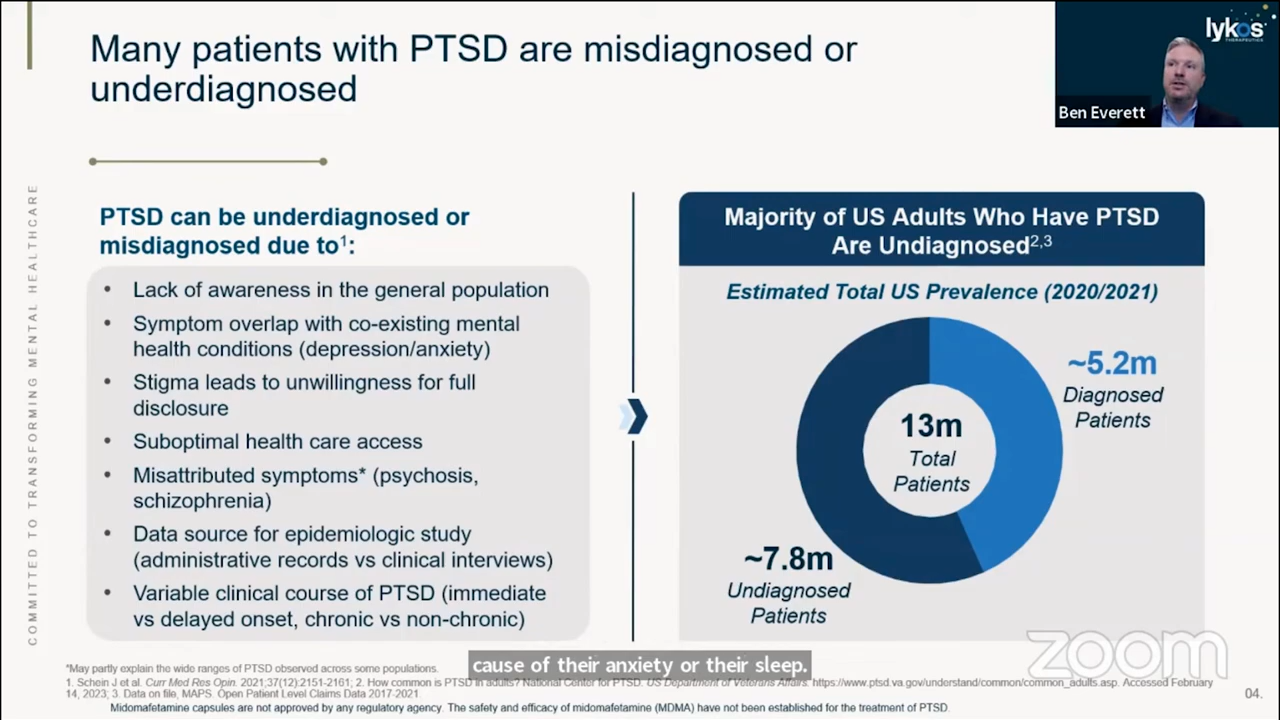 Many patients with PTSD are misdiagnosed or
underdiagnosed
lykos
THERAPEUTICS
Ben Everett
COMMITTED TO TRANSFORMING MENTAL HEALTHCARE
PTSD can be underdiagnosed or
misdiagnosed due to1:
• Lack of awareness in the general population
• Symptom overlap with co-existing mental
health conditions (depression/anxiety)
• Stigma leads to unwillingness for full
disclosure
• Suboptimal health care access
• Misattributed symptoms* (psychosis,
schizophrenia)
• Data source for epidemiologic study
(administrative records vs clinical interviews)
• Variable clinical course of PTSD (immediate
vs delayed onset, chronic vs non-chronic)
Majority of US Adults Who Have PTSD
Are Undiagnosed2,3
Estimated Total US Prevalence (2020/2021)
~5.2m
Diagnosed
Patients
13m
Total
Patients
~7.8m
Undiagnosed
Patients
zoom
cause of their anxiety or their sleep.
*May partly explain the wide ranges of PTSD observed across some populations.
1. Schein J et al. Curr Med Res Opin. 2021;37(12):2151-2161; 2. How common is PTSD in adults? National Center for PTSD. US Department of Veterans Affairs. https://www.ptsd.va.gov/understand/common/common_adults.asp. Accessed February
14, 2023; 3. Data on file, MAPS. Open Patient Level Claims Data 2017-2021.
Midomafetamine capsules are not approved by any regulatory agency. The safety and efficacy of midomafetamine (MDMA) have not been established for the treatment of PTSD.
04.